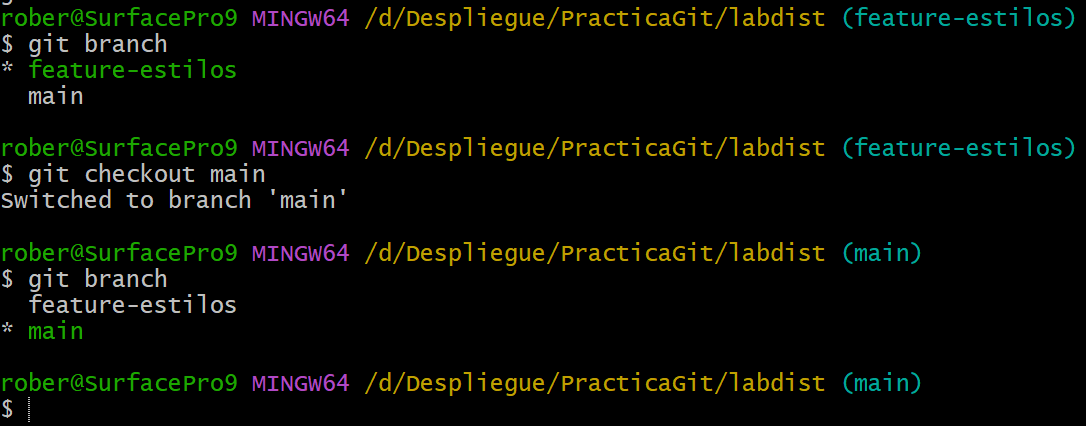 rober@SurfacePro9 MINGW64 /d/Despliegue/PracticaGit/labdist (feature-estilos)
$ git branch
* feature-estilos
  main
rober@SurfacePro9 MINGW64 /d/Despliegue/PracticaGit/labdist (feature-estilos)
$ git checkout main
Switched to branch 'main'
rober@SurfacePro9 MINGW64 /d/Despliegue/PracticaGit/labdist (main)
$ git branch
  feature-estilos
* main
rober@SurfacePro9 MINGW64 /d/Despliegue/PracticaGit/labdist (main)
$